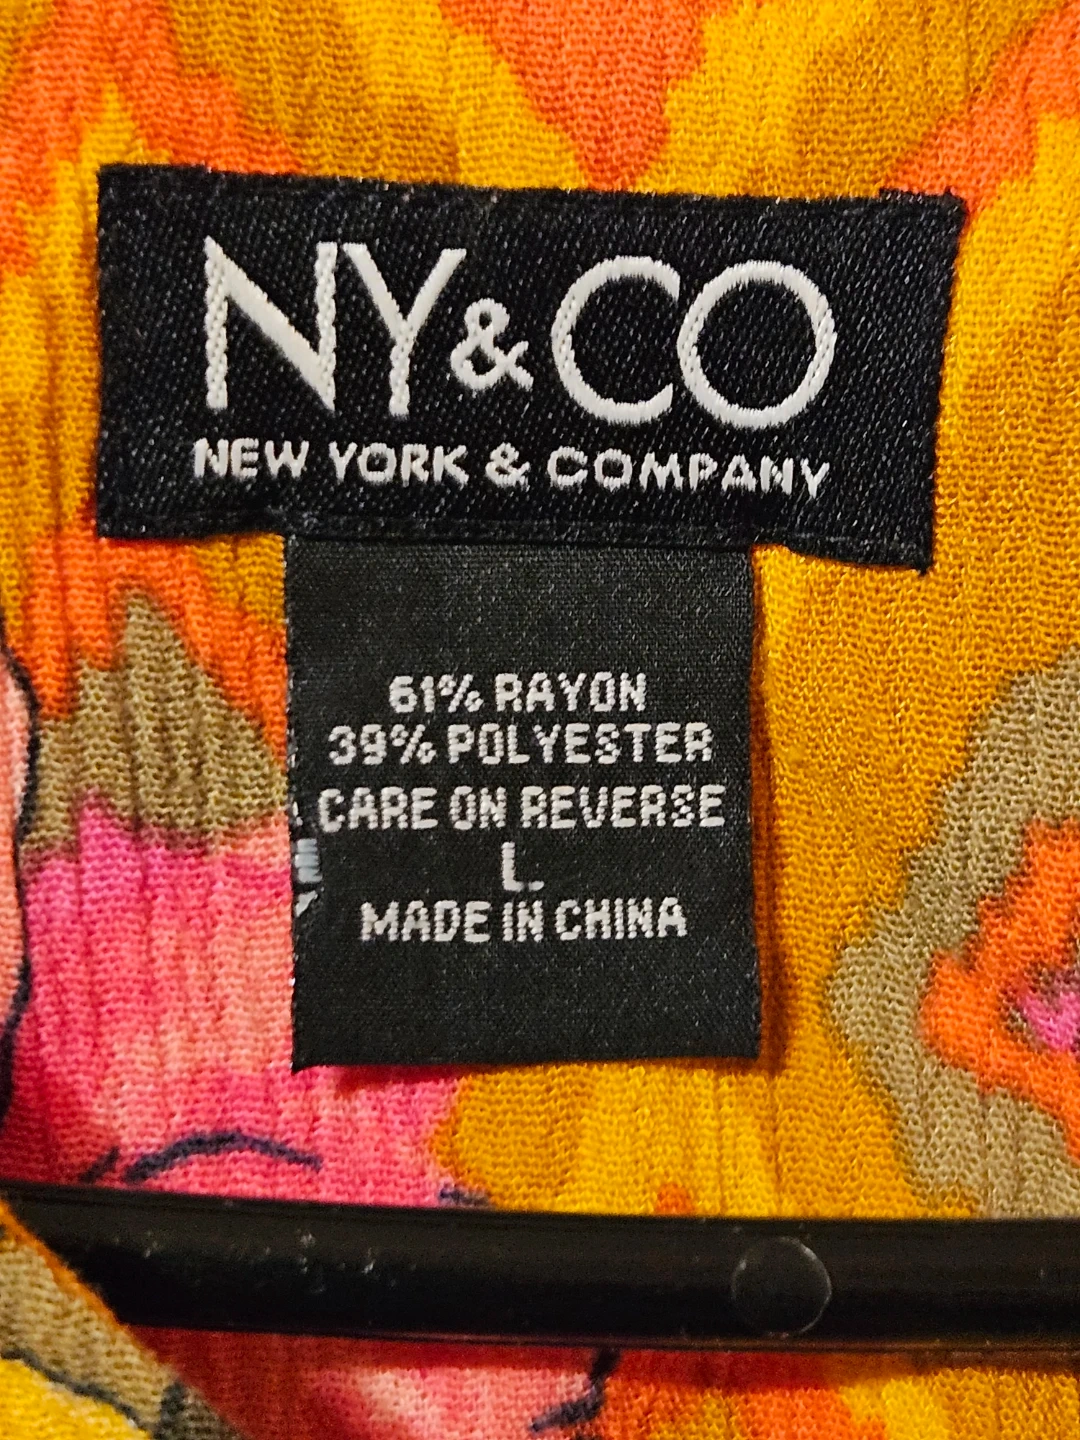 NY&CO
NEW YORK & COMPANY
61% RAYON
39% POLYESTER
CARE ON REVERSE
L
MADE IN CHINA